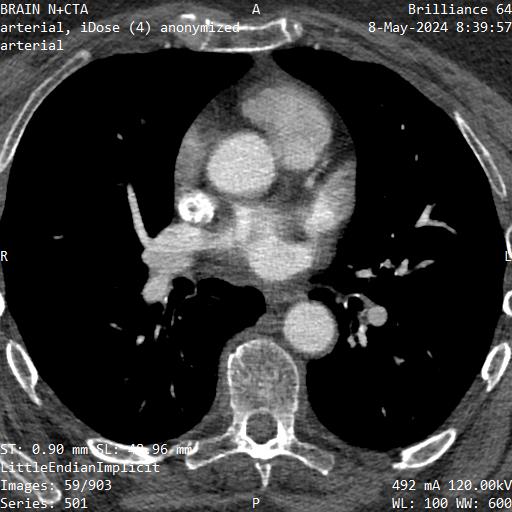 BRAIN N+CTA
A
Brilliance 64
arterial, iDose (4) anonymized
8-May-2024 8:39:57
arterial
R
L
ST: 0.90 mm SL: 48.96 mm
LittleEndianImplicit
Images: 59/903
492 mA 120.00kV
Series: 501
P
WL: 100 WW: 600